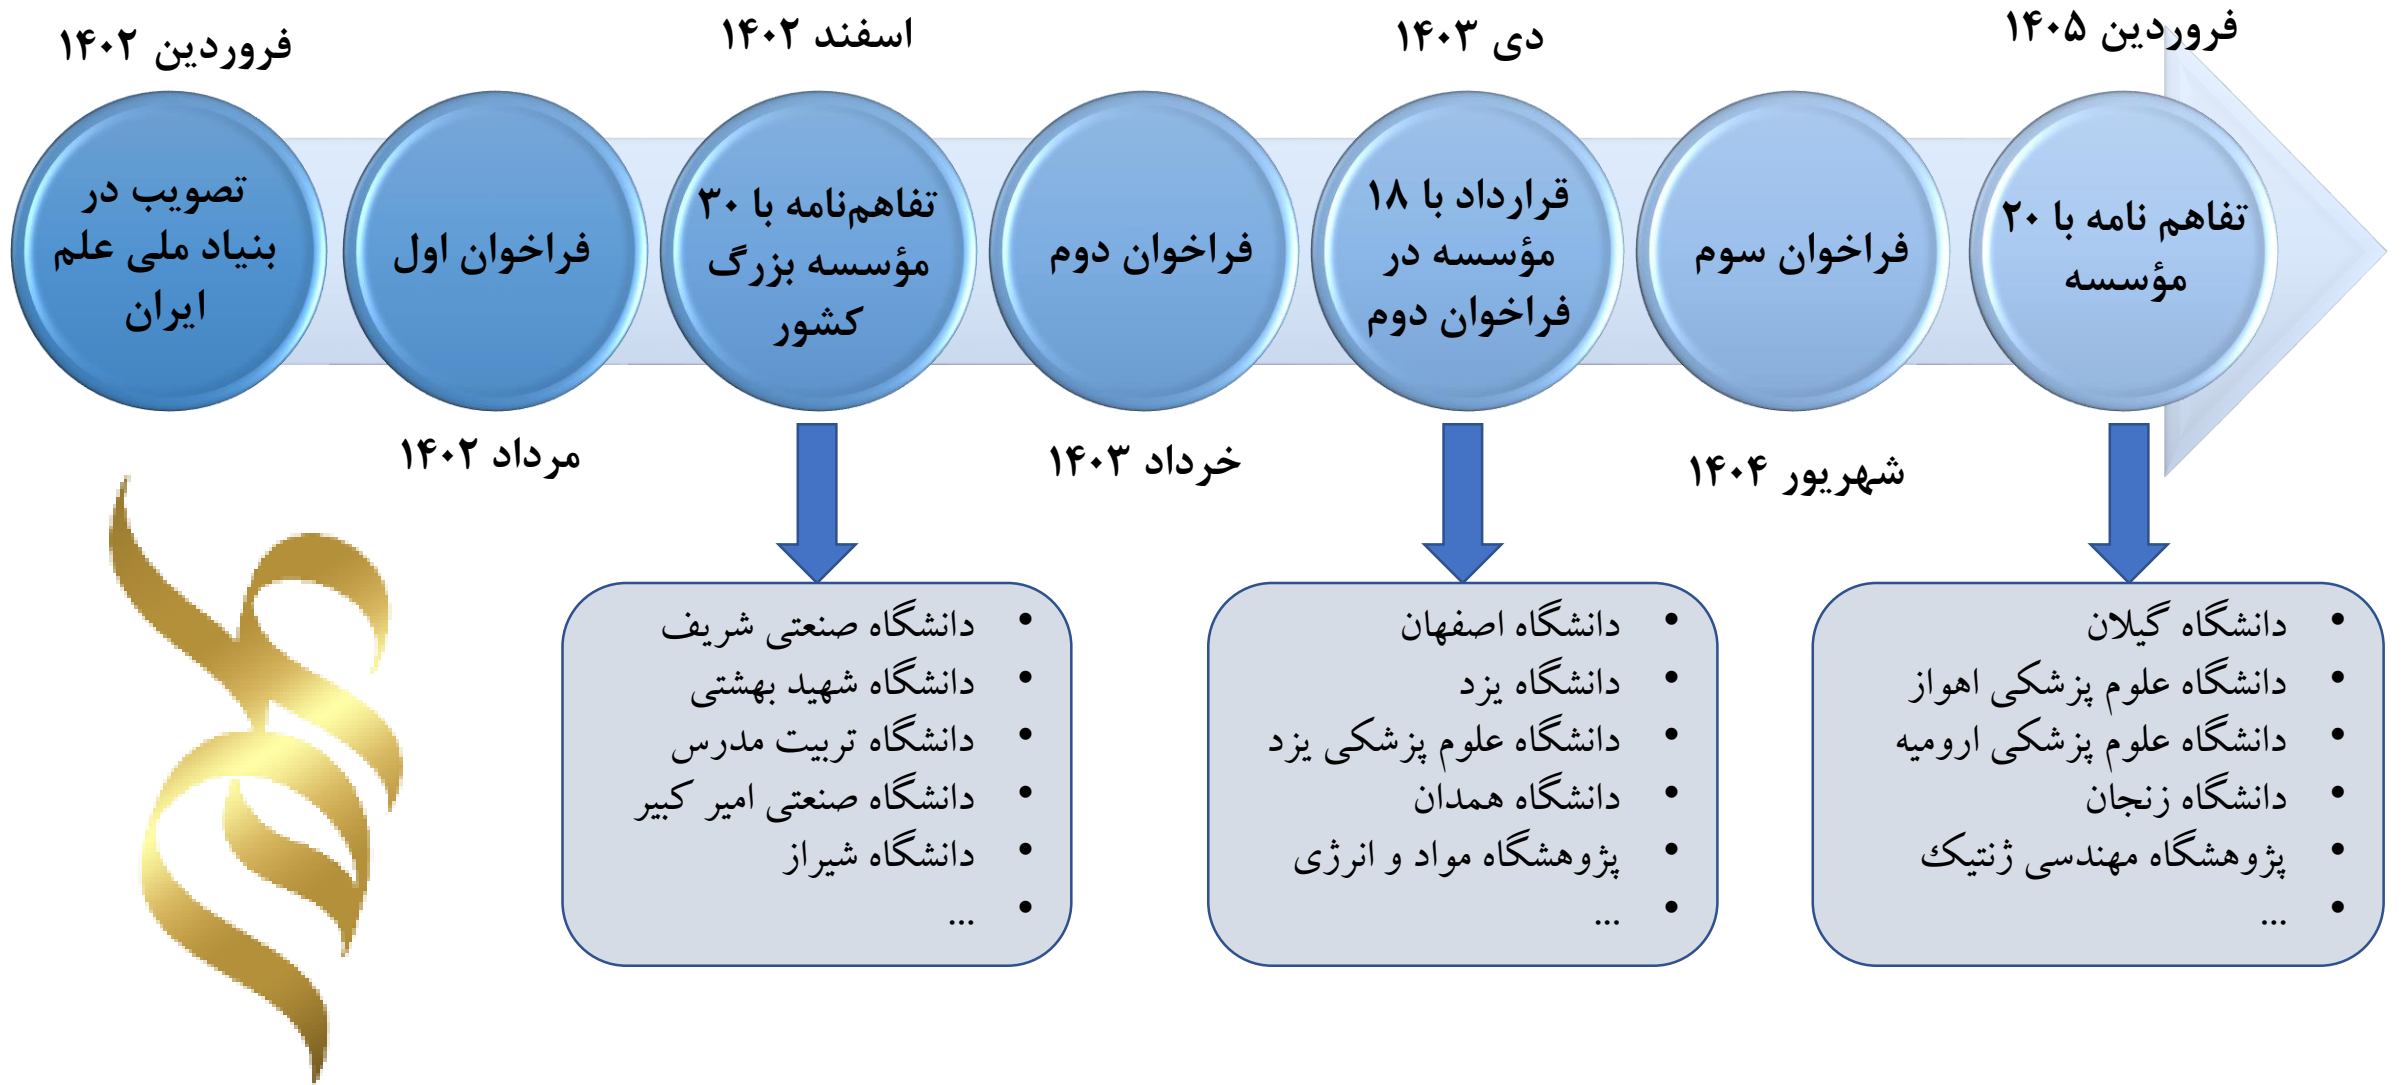 فروردین ۱۴۰۲
تصویب در
بنیاد ملی علم
ایران
فراخوان اول
مرداد ۱۴۰۲
اسفند ۱۴۰۲
تفاهم‌نامه با ۳۰
مؤسسه بزرگ
کشور
فراخوان دوم
خرداد ۱۴۰۳
دی ۱۴۰۳
قرارداد با ۱۸
مؤسسه در
فراخوان دوم
فراخوان سوم
شهریور ۱۴۰۴
فروردین ۱۴۰۵
تفاهم نامه با ۲۰
مؤسسه
• دانشگاه صنعتی شریف
• دانشگاه شهید بهشتی
• دانشگاه تربیت مدرس
• دانشگاه صنعتی امیر کبیر
• دانشگاه شیراز
• ...
• دانشگاه اصفهان
• دانشگاه یزد
• دانشگاه علوم پزشکی یزد
• دانشگاه همدان
• پژوهشگاه مواد و انرژی
• ...
• دانشگاه گیلان
• دانشگاه علوم پزشکی اهواز
• دانشگاه علوم پزشکی ارومیه
• دانشگاه زنجان
• پژوهشگاه مهندسی ژنتیک
• ...